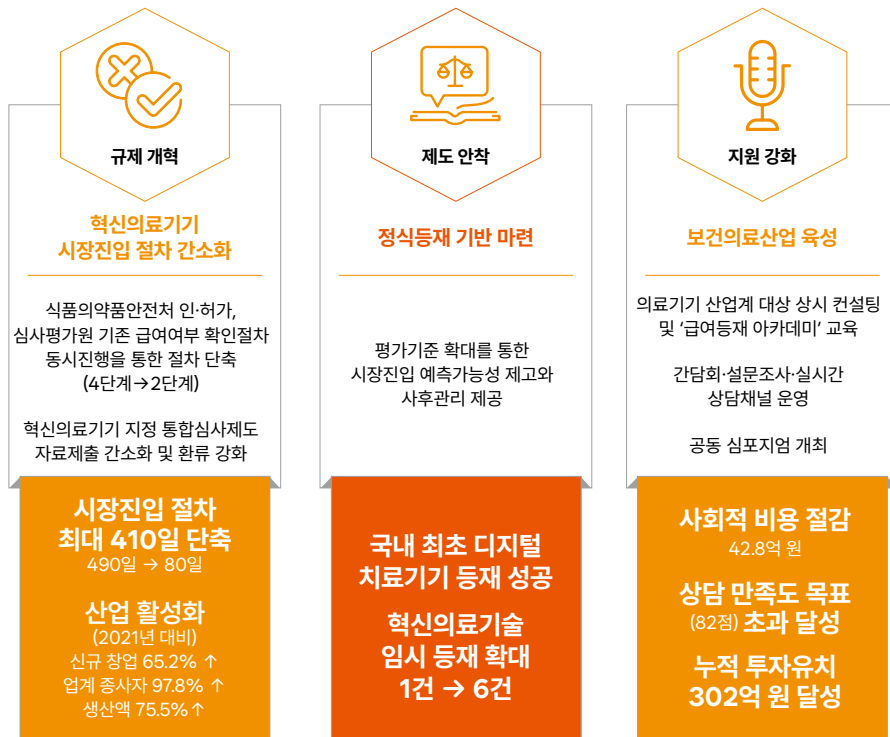 규제 개혁
혁신의료기기
시장진입 절차 간소화
식품의약품안전처 인·허가,
심사평가원 기존 급여여부 확인절차
동시진행을 통한 절차 단축
(4단계→2단계)
혁신의료기기 지정 통합심사제도
자료제출 간소화 및 환류 강화
시장진입 절차
최대 410일 단축
490일 → 80일
산업 활성화
(2021년 대비)
신규 창업 65.2% ↑
업계 종사자 97.8% ↑
생산액 75.5%↑
제도 안착
정식등재 기반 마련
평가기준 확대를 통한
시장진입 예측가능성 제고와
사후관리 제공
국내 최초 디지털
치료기기 등재 성공
혁신의료기술
임시 등재 확대
1건 → 6건
지원 강화
보건의료산업 육성
의료기기 산업계 대상 상시 컨설팅
및 ‘급여등재 아카데미’ 교육
간담회·설문조사·실시간
상담채널 운영
공동 심포지엄 개최
사회적 비용 절감
42.8억 원
상담 만족도 목표
(82점) 초과 달성
누적 투자유치
302억 원 달성